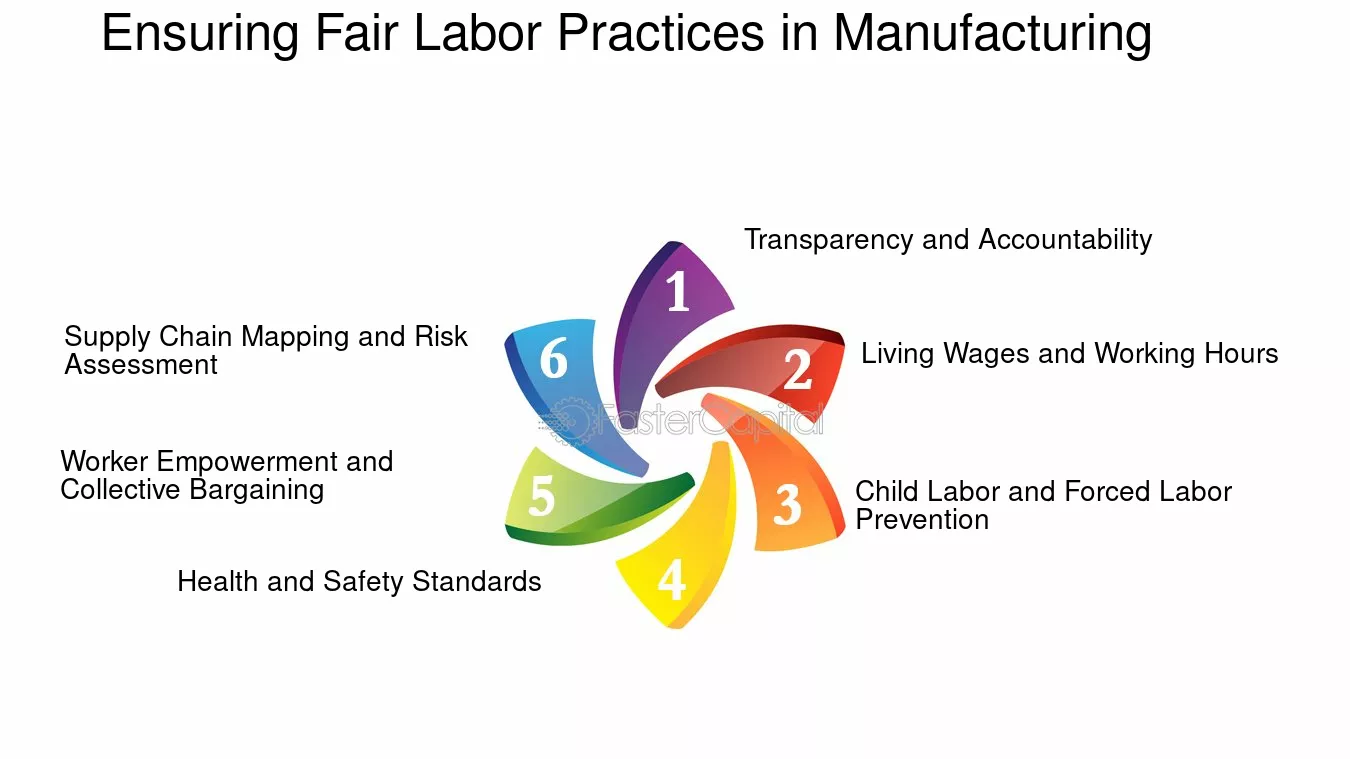 Ensuring Fair Labor Practices in Manufacturing
1
Transparency and Accountability
2
Living Wages and Working Hours
3
Child Labor and Forced Labor
Prevention
4
Health and Safety Standards
5
Worker Empowerment and
Collective Bargaining
6
Supply Chain Mapping and Risk
Assessment
FasterCapital